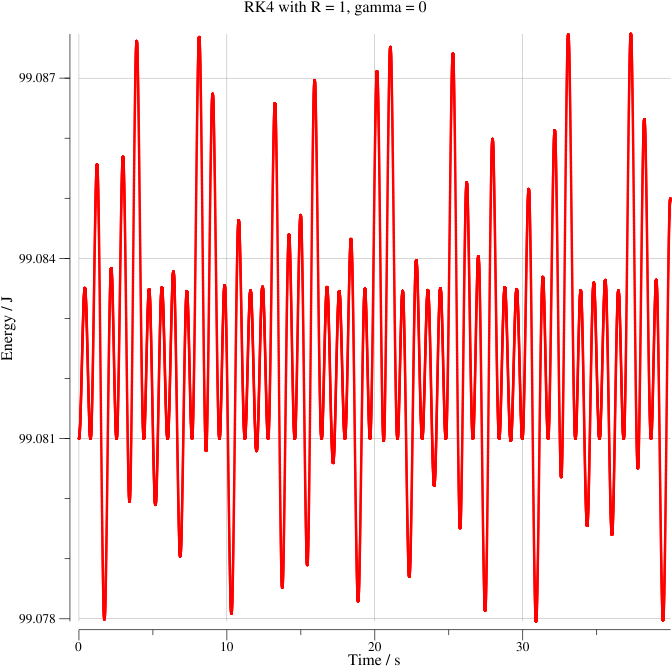 RK4 with R = 1, gamma = 0
99.087
99.084
Energy / J
99.081
99.078
0 10 20 30
Time / s